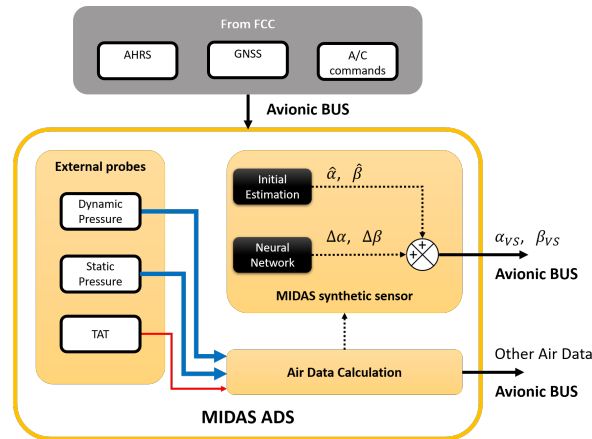 From FCC
AHRS
GNSS
A/C
commands
Avionic BUS
External probes
Dynamic
Pressure
Static
Pressure
TAT
Initial
Estimation
α̂, β̂
Neural
Network
Δα, Δβ
+
+
MIDAS synthetic sensor
α_VS, β_VS
Avionic BUS
Air Data Calculation
Other Air Data
Avionic BUS
MIDAS ADS